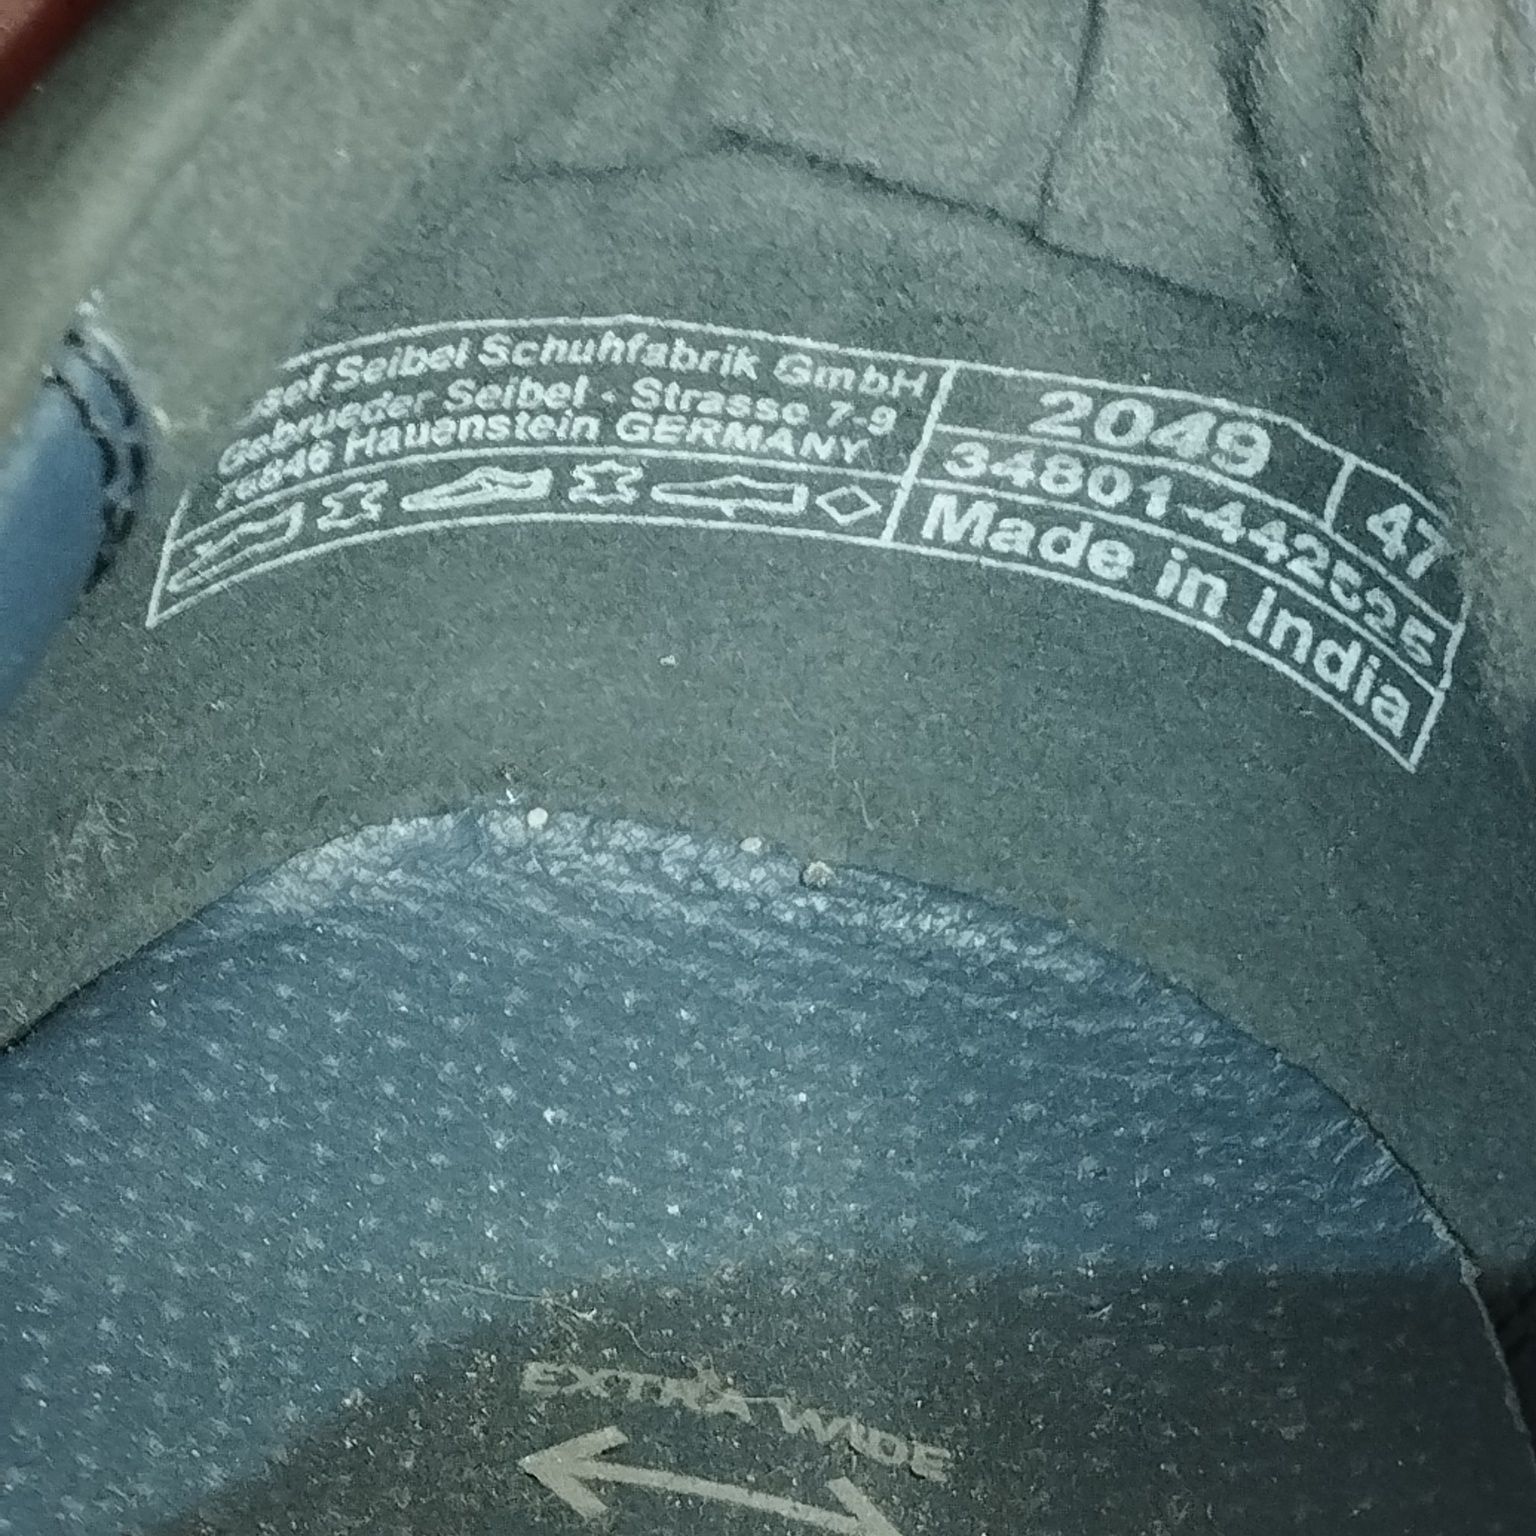 Seibel Schuhfabrik GmbH
Gebrueder Seibel - Strasse 7-9
76846 Hauenstein GERMANY
2049
47
34801-442525
Made in India
EXTRA WIDE